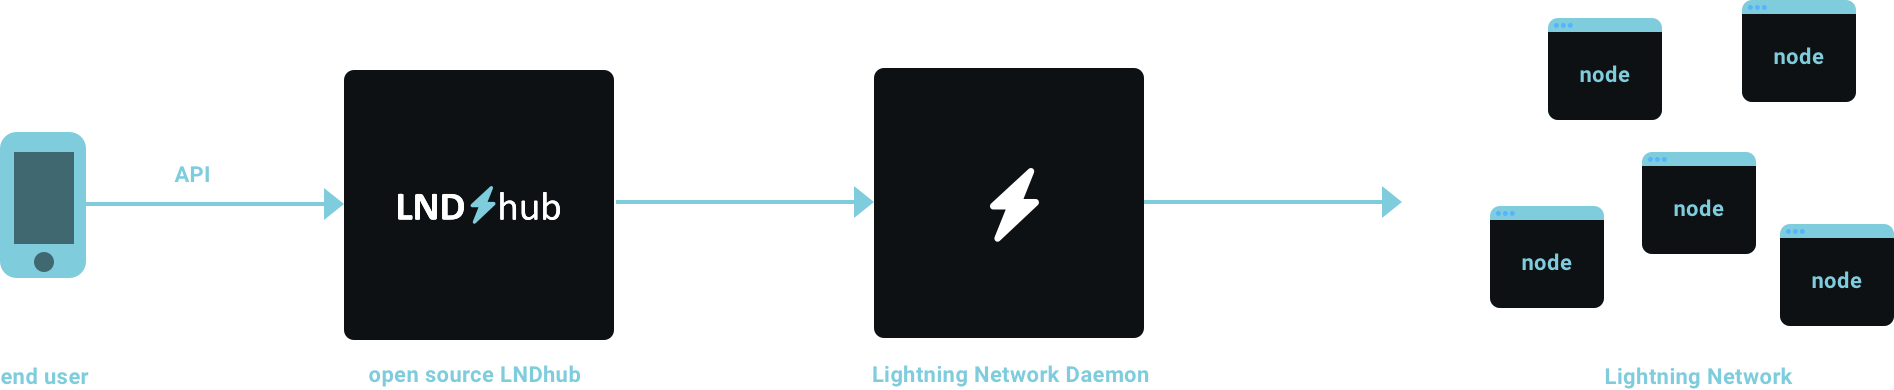 API
LND hub
node
node
node
node
node
end user
open source LNDhub
Lightning Network Daemon
Lightning Network